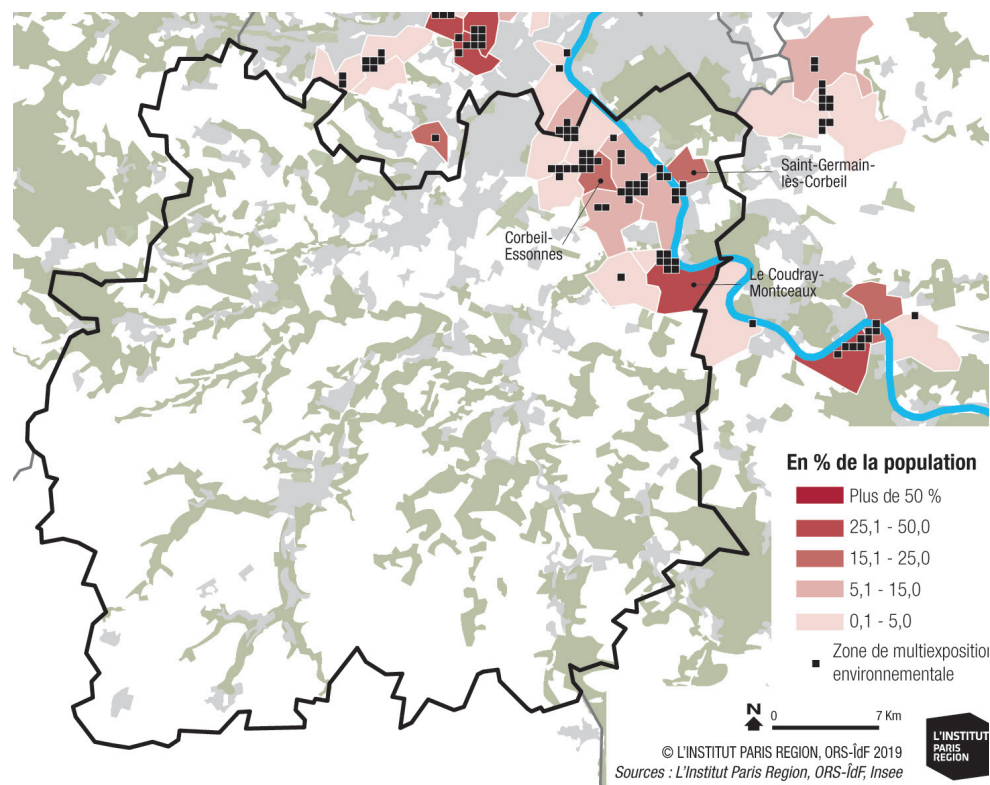 Saint-Germain-
lès-Corbeil
Corbeil-
Essonnes
Le Coudray-
Montceaux
En % de la population
Plus de 50 %
25,1 - 50,0
15,1 - 25,0
5,1 - 15,0
0,1 - 5,0
Zone de multiexposition
environnementale
N
0
7 Km
L'INSTITUT
PARIS
REGION
© L'INSTITUT PARIS REGION, ORS-ÎdF 2019
Sources : L'Institut Paris Region, ORS-ÎdF, Insee